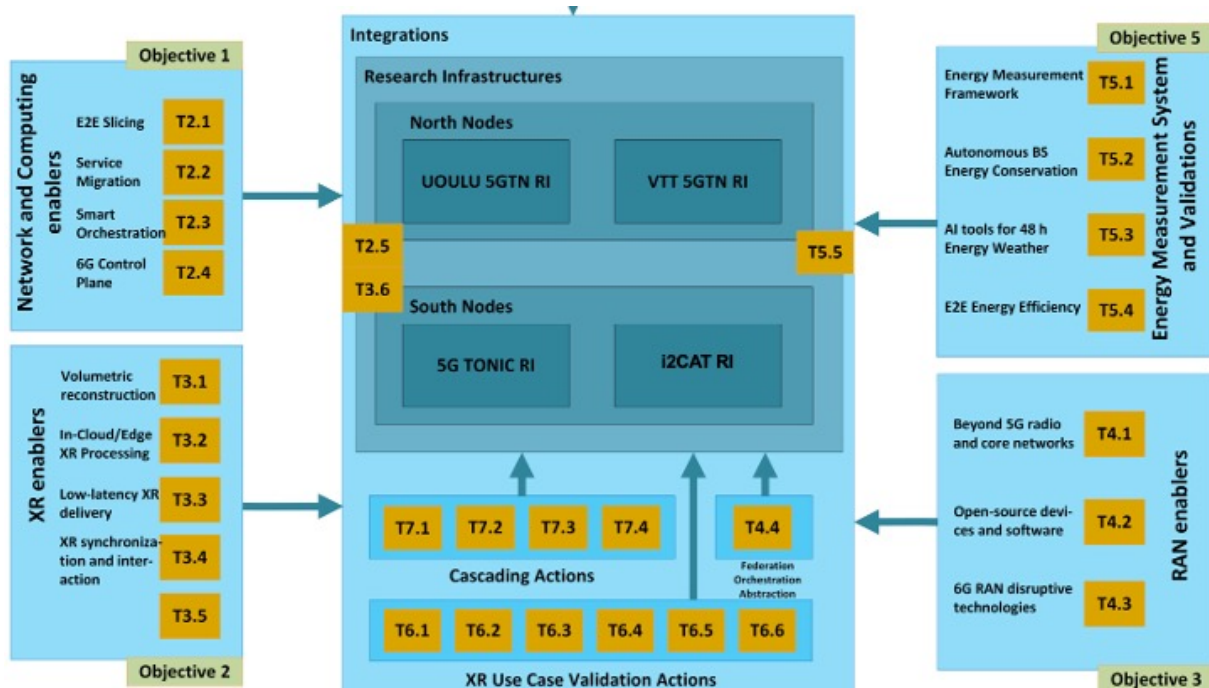 Objective 1
Network and Computing
enablers
E2E Slicing
T2.1
Service
Migration
T2.2
Smart
Orchestration
T2.3
6G Control
Plane
T2.4
XR enablers
Volumetric
reconstruction
T3.1
In-Cloud/Edge
XR Processing
T3.2
Low-latency XR
delivery
T3.3
XR synchroniza-
tion and inter-
action
T3.4
T3.5
Objective 2
Integrations
Research Infrastructures
North Nodes
UOULU 5GTN RI
VTT 5GTN RI
T2.5
T3.6
T5.5
South Nodes
5G TONIC RI
i2CAT RI
T7.1
T7.2
T7.3
T7.4
Cascading Actions
T4.4
Federation
Orchestration
Abstraction
T6.1
T6.2
T6.3
T6.4
T6.5
T6.6
XR Use Case Validation Actions
Objective 5
Energy Measurement
Framework
T5.1
Autonomous BS
Energy Conservation
T5.2
AI tools for 48 h
Energy Weather
T5.3
E2E Energy Efficiency
T5.4
Energy Measurement System
and Validations
Beyond 5G radio
and core networks
T4.1
Open-source devi-
ces and software
T4.2
6G RAN disruptive
technologies
T4.3
RAN enablers
Objective 3